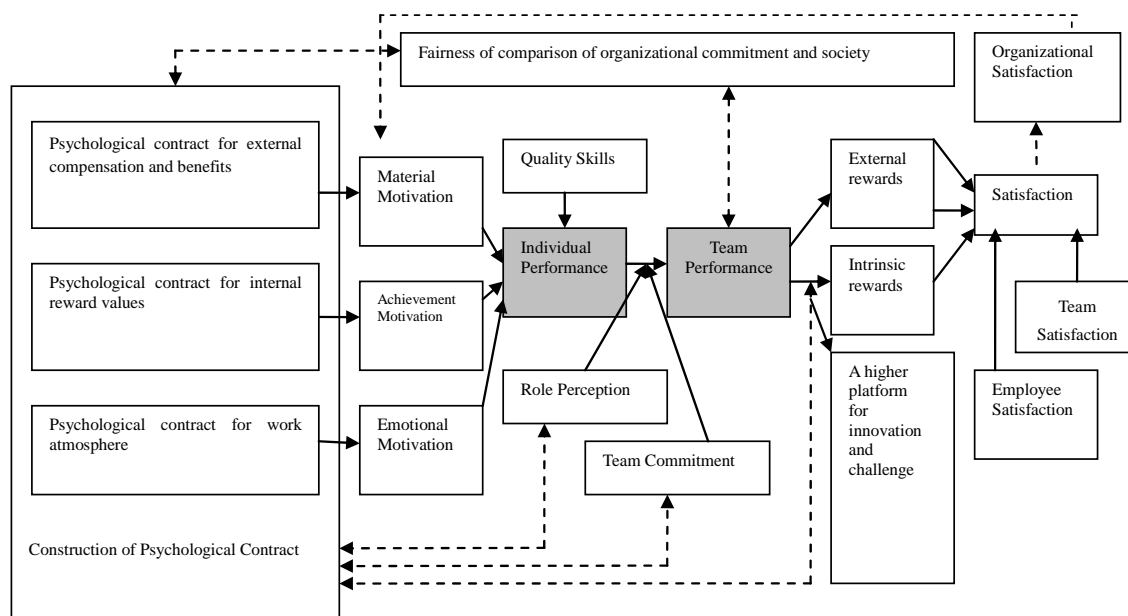 Fairness of comparison of organizational commitment and society
Organizational
Satisfaction
Psychological contract for external
compensation and benefits
Material
Motivation
Quality Skills
External
rewards
Satisfaction
Individual
Performance
Team
Performance
Psychological contract for internal
reward values
Achievement
Motivation
Intrinsic
rewards
Team
Satisfaction
Role Perception
A higher
platform
for
innovation
and
challenge
Employee
Satisfaction
Psychological contract for work
atmosphere
Emotional
Motivation
Team Commitment
Construction of Psychological Contract